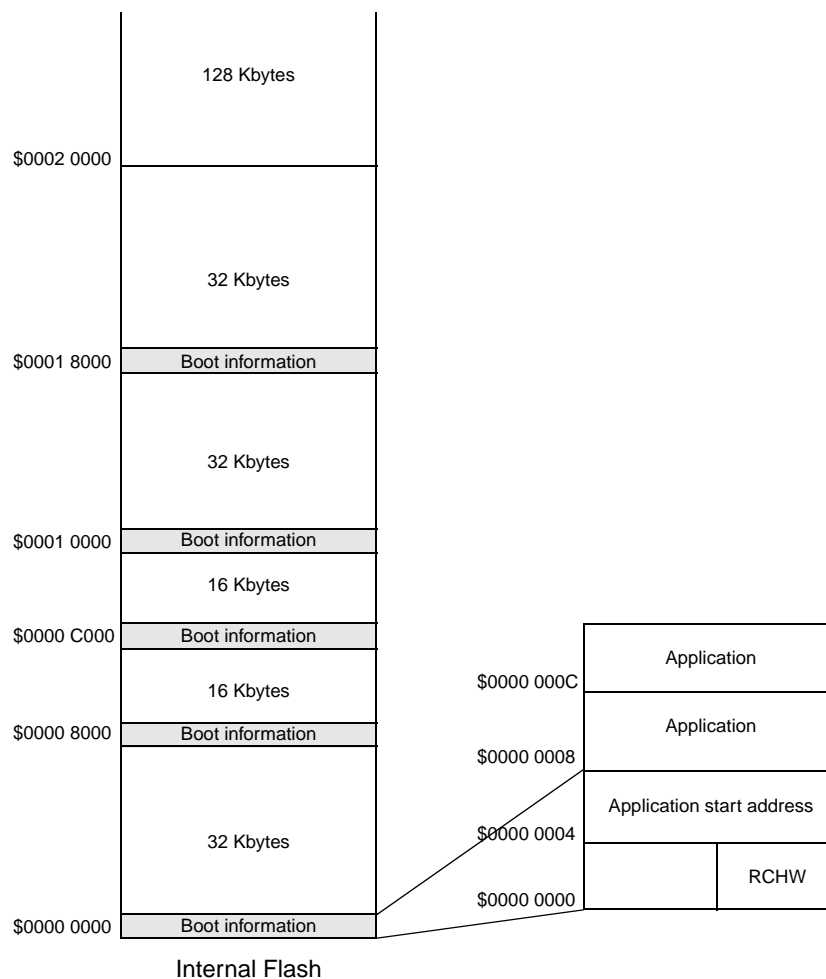 128 Kbytes
$0002 0000
32 Kbytes
$0001 8000
Boot information
32 Kbytes
$0001 0000
Boot information
16 Kbytes
$0000 C000
Boot information
16 Kbytes
$0000 8000
Boot information
32 Kbytes
$0000 0000
Boot information
Internal Flash
Application
$0000 000C
Application
$0000 0008
Application start address
$0000 0004
RCHW
$0000 0000